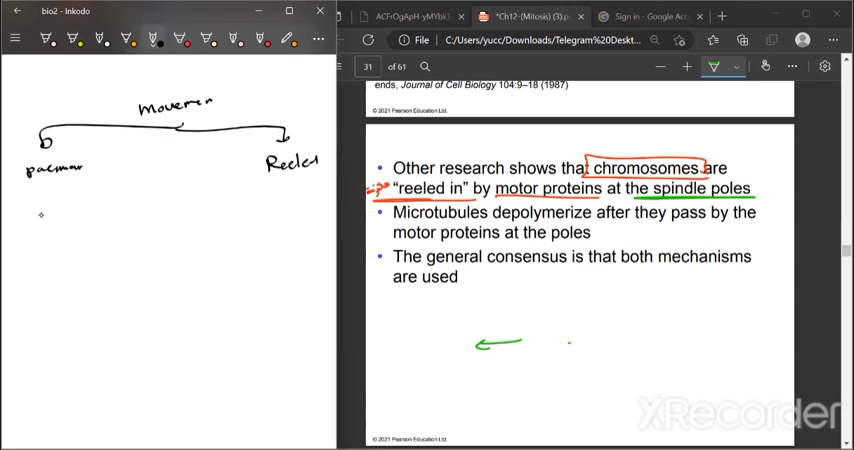 bio2 - Inkodo
ACFrOgApH-yMYbkT
*Ch12-(Mitosis) (3).p
Sign in - Google Acc
File
C:/Users/yucc/Downloads/Telegram%20Deskt...
31 of 61
ends, Journal of Cell Biology 104:9–18 (1987)
© 2021 Pearson Education Ltd.
Movemen
pacman
Reeled
• Other research shows that chromosomes are
“reeled in” by motor proteins at the spindle poles
• Microtubules depolymerize after they pass by the
motor proteins at the poles
• The general consensus is that both mechanisms
are used
XRecorder
© 2021 Pearson Education Ltd.